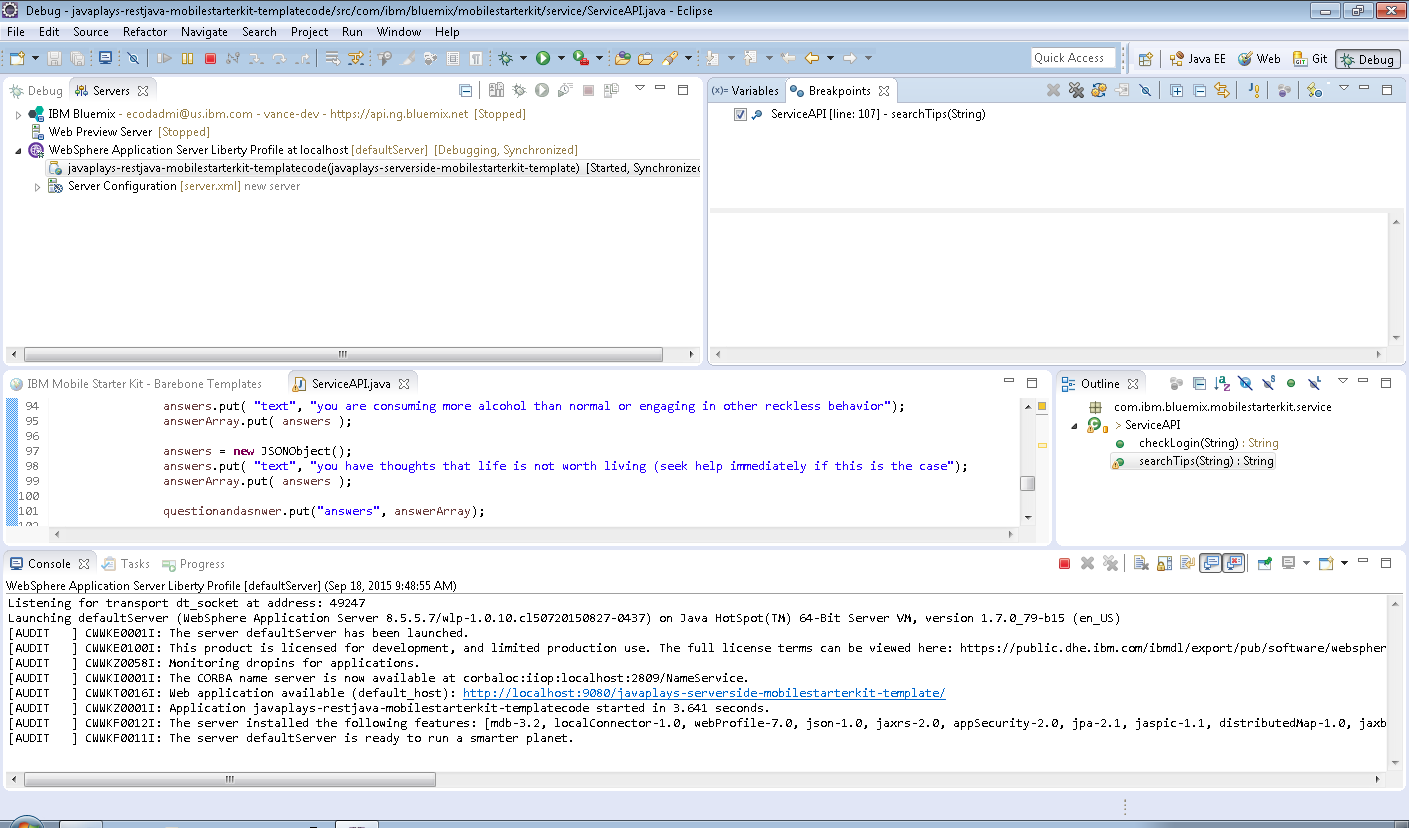 Debug - javaplays-restjava-mobilestarterkit-templatecode/src/com/ibm/bluemix/mobilestarterkit/service/ServiceAPI.java - Eclipse
File Edit Source Refactor Navigate Search Project Run Window Help
Quick Access Java EE Web Git Debug
Debug Servers
IBM Bluemix - ecodadmi@us.ibm.com - vance-dev - https://api.ng.bluemix.net [Stopped]
Web Preview Server [Stopped]
WebSphere Application Server Liberty Profile at localhost [defaultServer] [Debugging, Synchronized]
javaplays-restjava-mobilestarterkit-templatecode(javaplays-serverside-mobilestarterkit-template) [Started, Synchronized
Server Configuration [server.xml] new server
(x)= Variables Breakpoints
ServiceAPI [line: 107] - searchTips(String)
IBM Mobile Starter Kit - Barebone Templates ServiceAPI.java
94 answers.put( "text", "you are consuming more alcohol than normal or engaging in other reckless behavior");
95 answerArray.put( answers );
96
97 answers = new JSONObject();
98 answers.put( "text", "you have thoughts that life is not worth living (seek help immediately if this is the case");
99 answerArray.put( answers );
100
101 questionandasnwer.put("answers", answerArray);
102
Outline
com.ibm.bluemix.mobilestarterkit.service
> ServiceAPI
checkLogin(String) : String
searchTips(String) : String
Console Tasks Progress
WebSphere Application Server Liberty Profile [defaultServer] (Sep 18, 2015 9:48:55 AM)
Listening for transport dt_socket at address: 49247
Launching defaultServer (WebSphere Application Server 8.5.5.7/wlp-1.0.10.cl50720150827-0437) on Java HotSpot(TM) 64-Bit Server VM, version 1.7.0_79-b15 (en_US)
[AUDIT ] CWWKE0001I: The server defaultServer has been launched.
[AUDIT ] CWWKE0100I: This product is licensed for development, and limited production use. The full license terms can be viewed here: https://public.dhe.ibm.com/ibmdl/export/pub/software/webspher
[AUDIT ] CWWKZ0058I: Monitoring dropins for applications.
[AUDIT ] CWWKI0001I: The CORBA name server is now available at corbaloc:iiop:localhost:2809/NameService.
[AUDIT ] CWWKT0016I: Web application available (default_host): http://localhost:9080/javaplays-serverside-mobilestarterkit-template/
[AUDIT ] CWWKZ0001I: Application javaplays-restjava-mobilestarterkit-templatecode started in 3.641 seconds.
[AUDIT ] CWWKF0012I: The server installed the following features: [mdb-3.2, localConnector-1.0, webProfile-7.0, json-1.0, jaxrs-2.0, appSecurity-2.0, jpa-2.1, jaspic-1.1, distributedMap-1.0, jaxb
[AUDIT ] CWWKF0011I: The server defaultServer is ready to run a smarter planet.